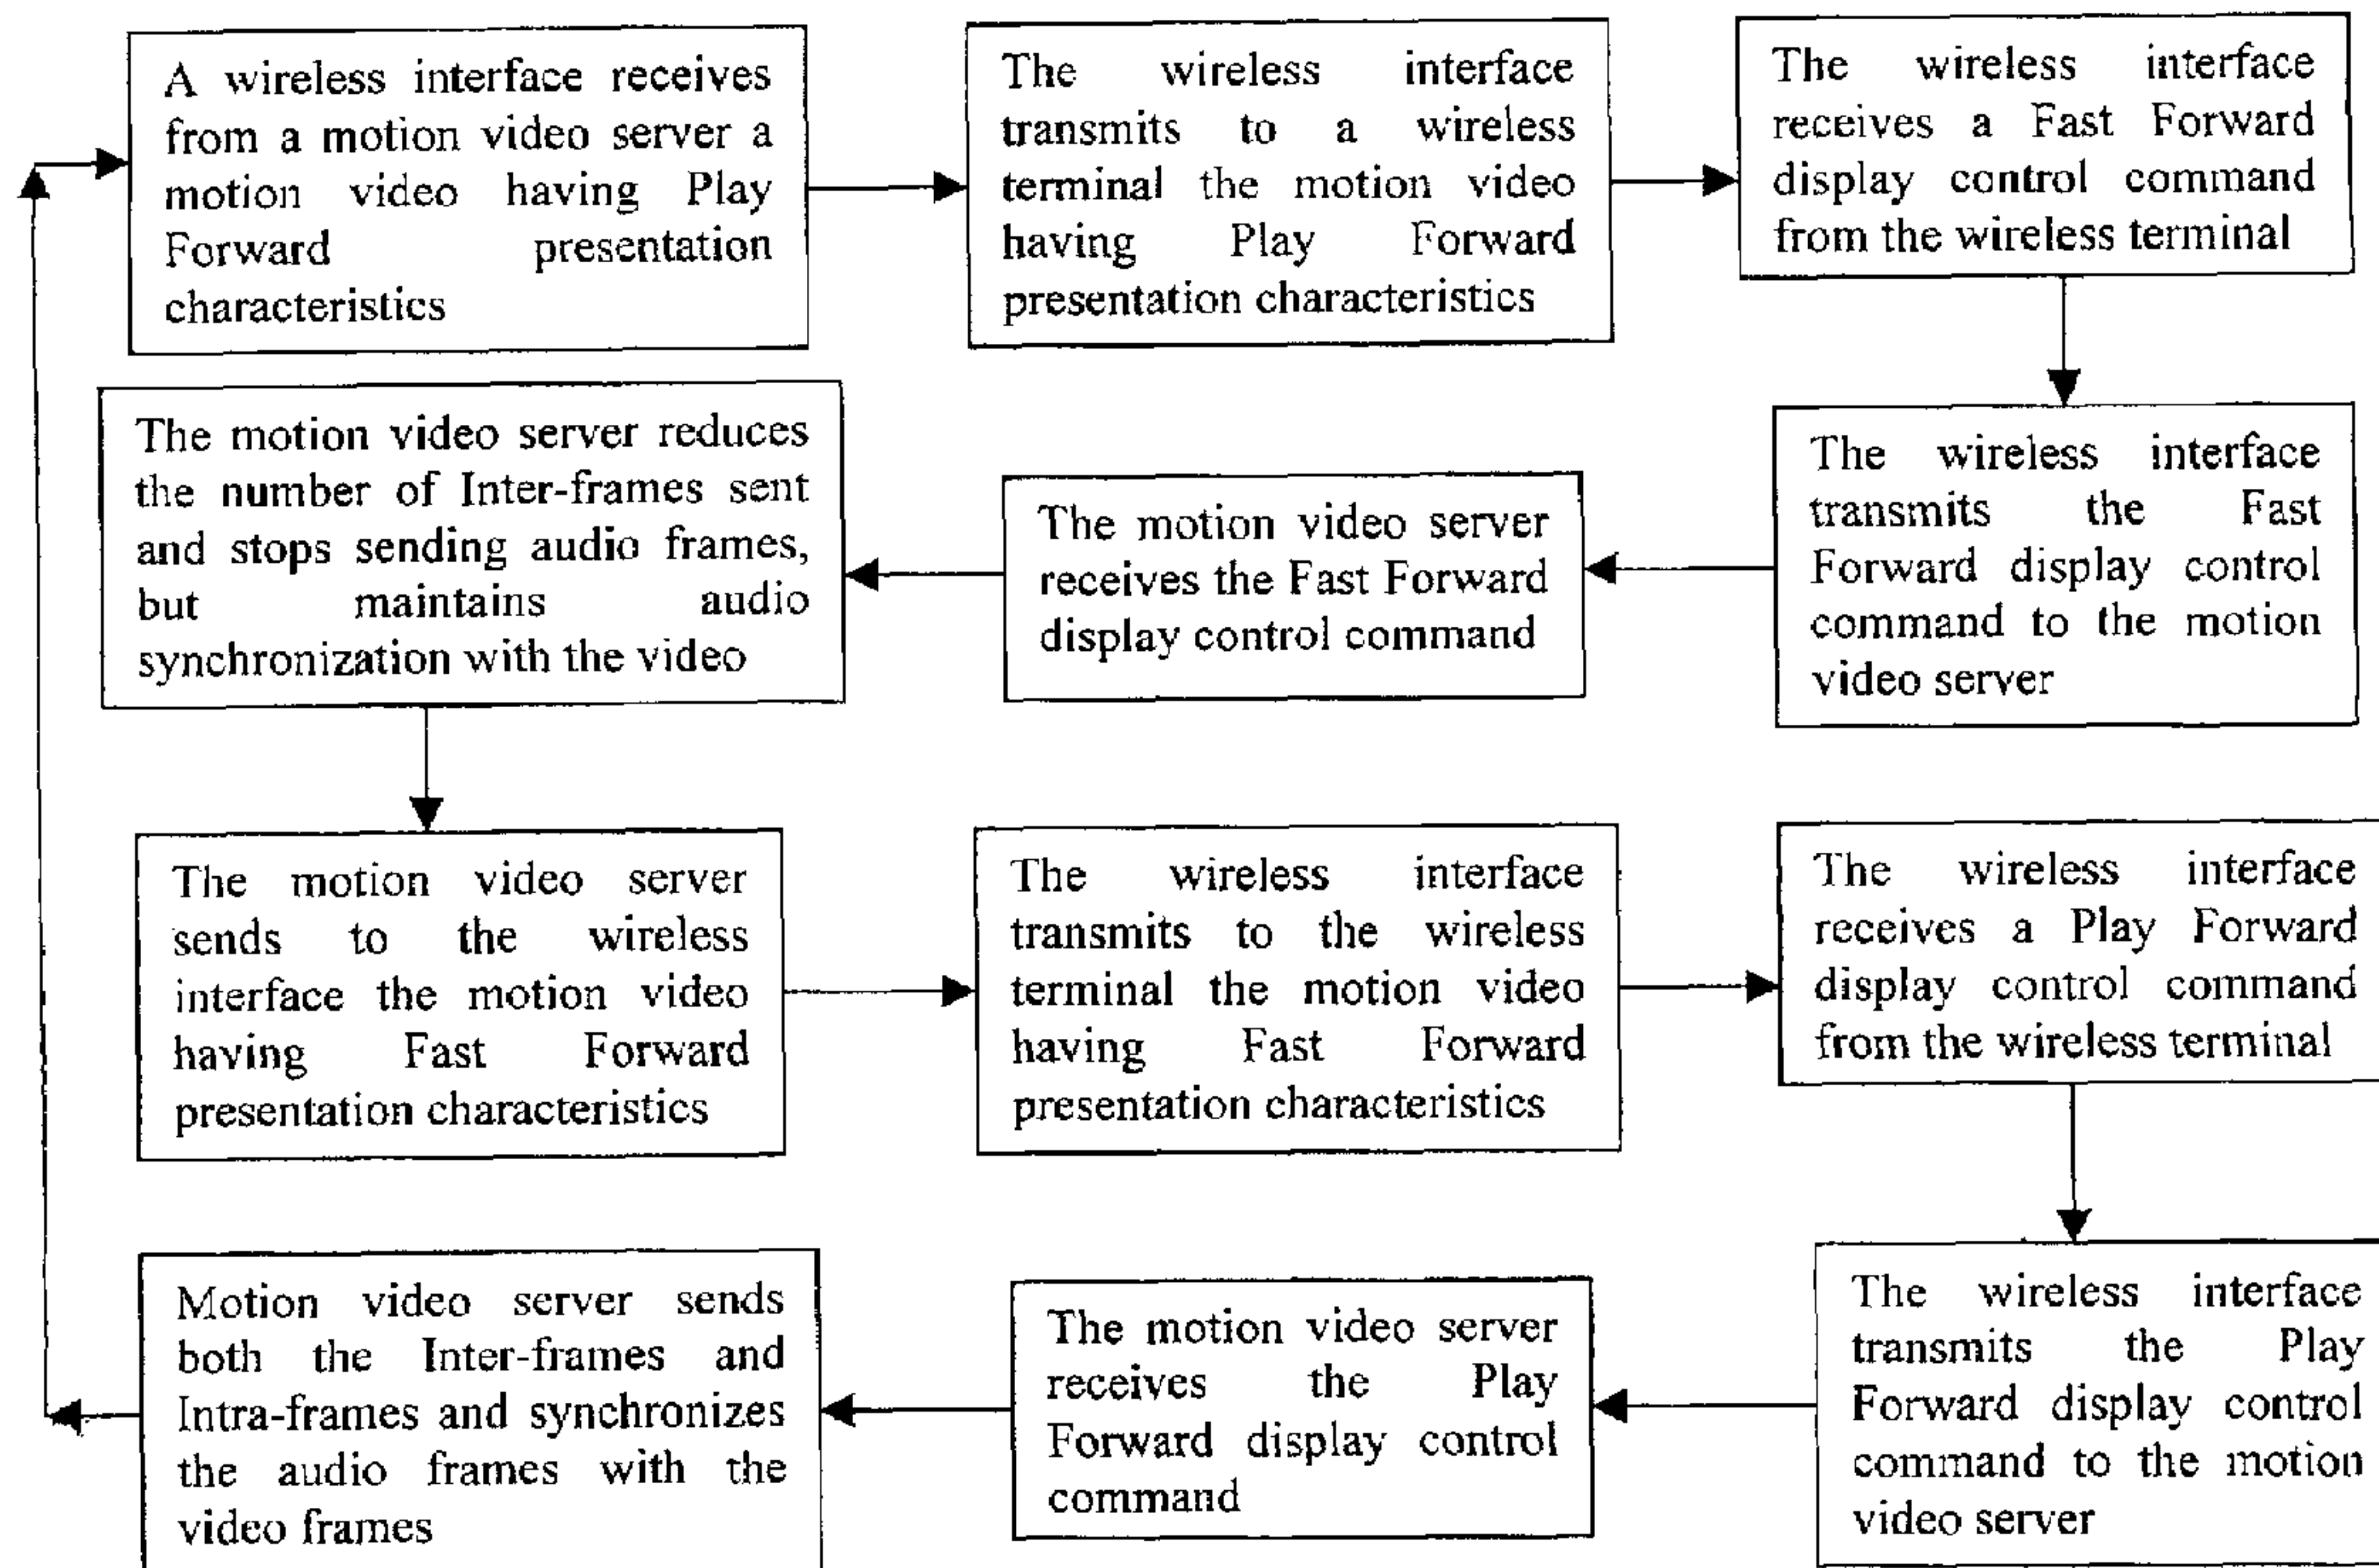 A wireless interface receives
from a motion video server a
motion video having Play
Forward presentation
characteristics
The wireless interface
transmits to a wireless
terminal the motion video
having Play Forward
presentation characteristics
The wireless interface
receives a Fast Forward
display control command
from the wireless terminal
The wireless interface
transmits the Fast
Forward display control
command to the motion
video server
The motion video server
receives the Fast Forward
display control command
The motion video server reduces
the number of Inter-frames sent
and stops sending audio frames,
but maintains audio
synchronization with the video
The motion video server
sends to the wireless
interface the motion video
having Fast Forward
presentation characteristics
The wireless interface
transmits to the wireless
terminal the motion video
having Fast Forward
presentation characteristics
The wireless interface
receives a Play Forward
display control command
from the wireless terminal
The wireless interface
transmits the Play
Forward display control
command to the motion
video server
The motion video server
receives the Play
Forward display control
command
Motion video server sends
both the Inter-frames and
Intra-frames and synchronizes
the audio frames with the
video frames